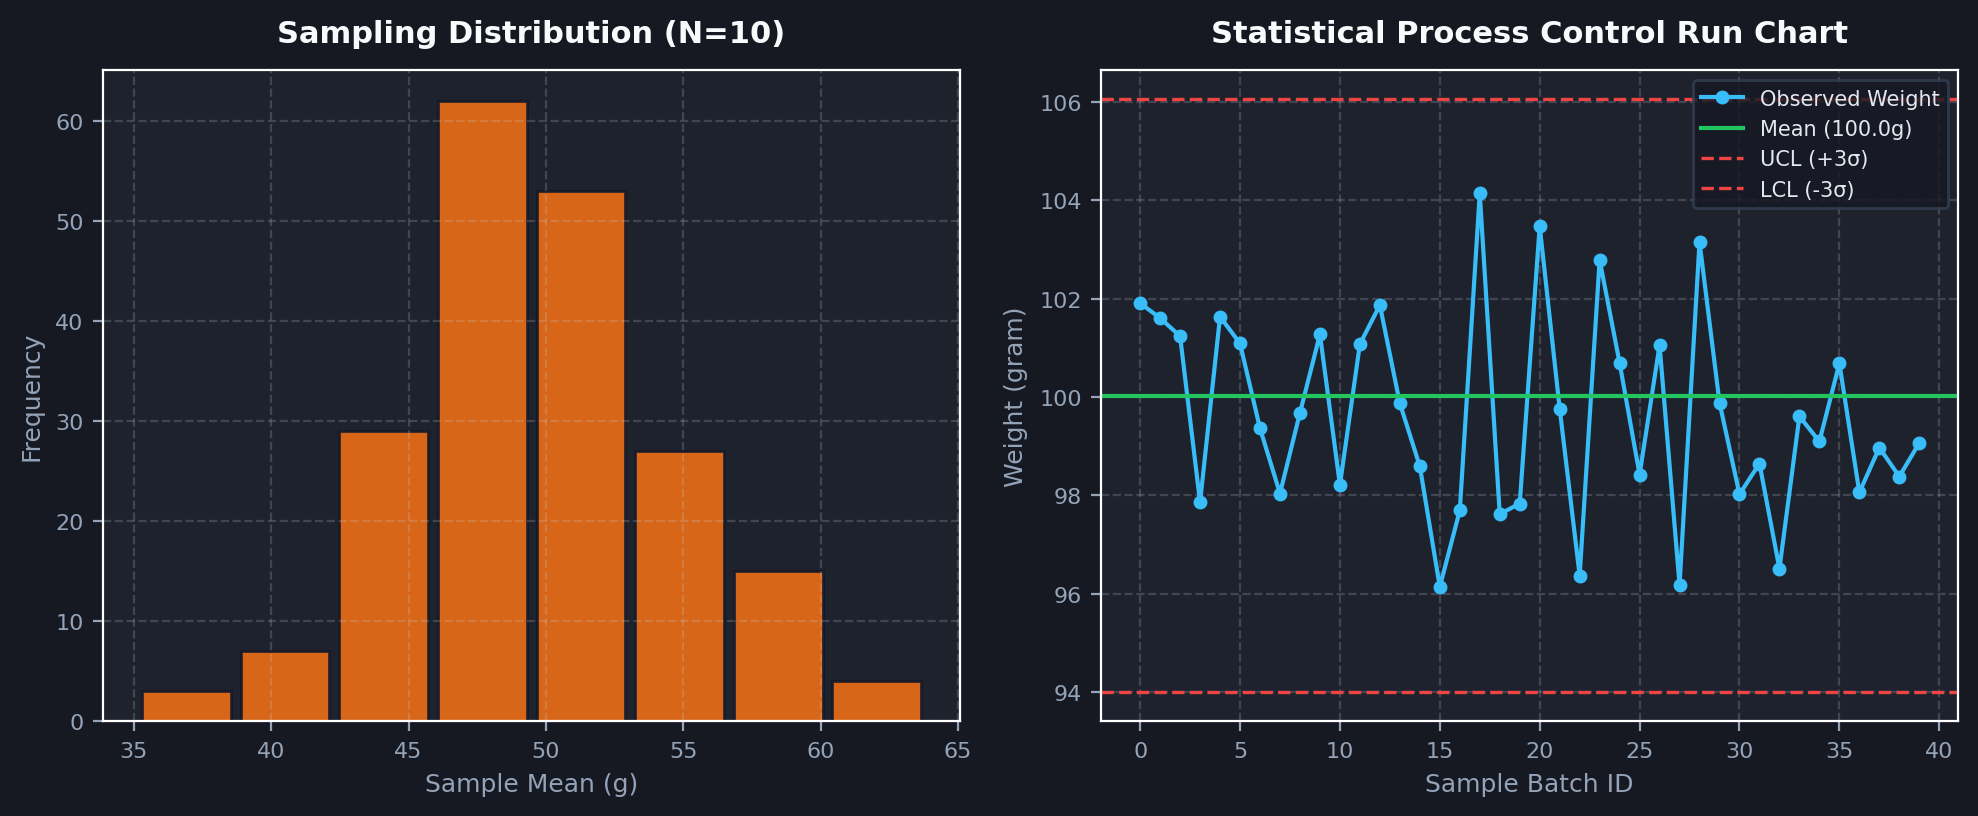 Sampling Distribution (N=10)
Frequency
60
50
40
30
20
10
0
35 40 45 50 55 60 65
Sample Mean (g)
Statistical Process Control Run Chart
Weight (gram)
106
104
102
100
98
96
94
Observed Weight
Mean (100.0g)
UCL (+3σ)
LCL (-3σ)
0 5 10 15 20 25 30 35 40
Sample Batch ID